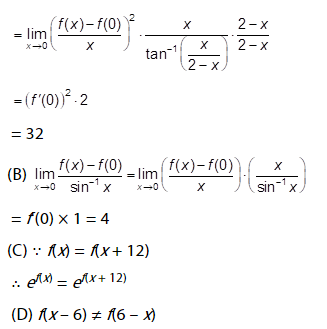 = lim x→0 ( (f(x) – f(0)) / x )² · x / tan⁻¹( x / (2 – x) ) · (2 – x) / (2 – x)
= (f'(0))² · 2
= 32
(B) lim x→0 (f(x) – f(0)) / sin⁻¹ x = lim x→0 ( (f(x) – f(0)) / x ) · ( x / sin⁻¹ x )
= f'(0) × 1 = 4
(C) ∵ f(x) = f(x + 12)
∴ e^f(x) = e^f(x + 12)
(D) f(x – 6) ≠ f(6 – x)